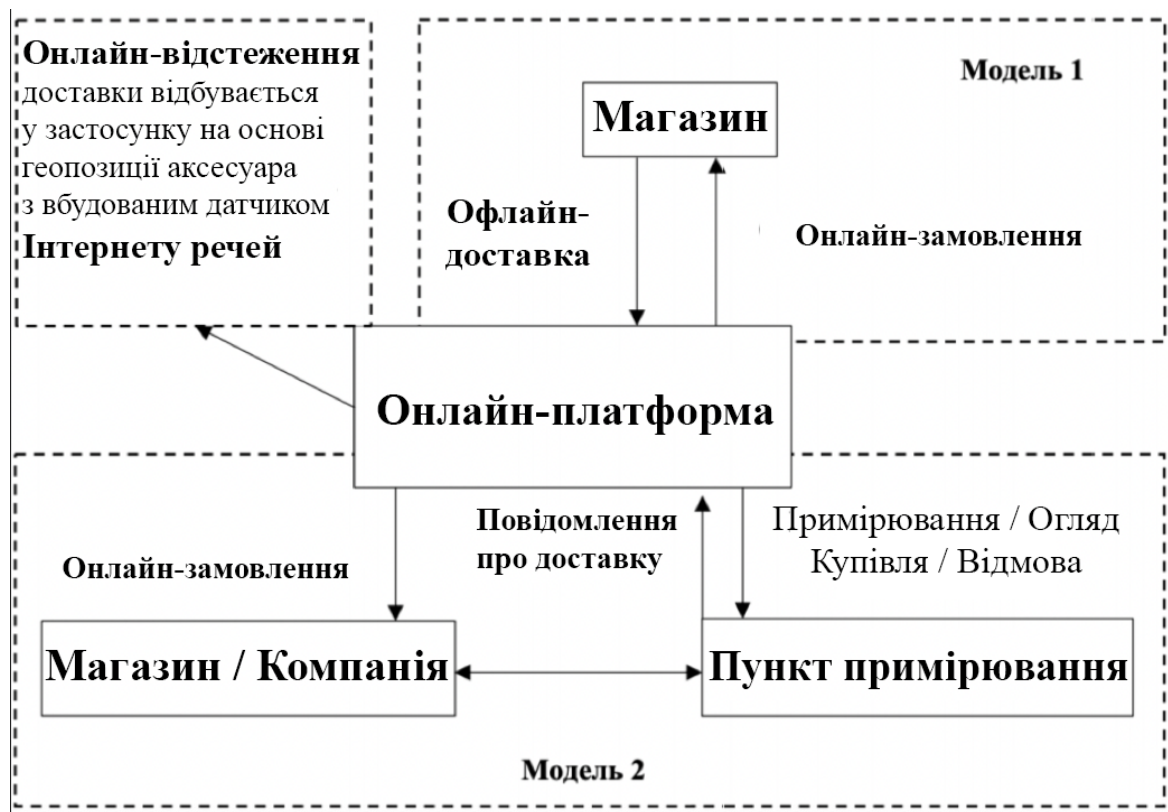 Онлайн-відстеження
доставки відбувається
у застосунку на основі
геопозиції аксесуара
з вбудованим датчиком
Інтернету речей
Модель 1
Магазин
Офлайн-
доставка
Онлайн-замовлення
Онлайн-платформа
Повідомлення
про доставку
Примірювання / Огляд
Купівля / Відмова
Онлайн-замовлення
Магазин / Компанія
Пункт примірювання
Модель 2